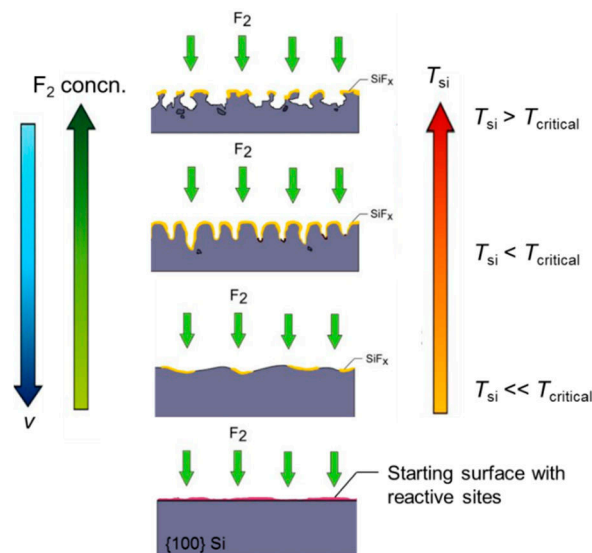 F2
F2 concn.
SiFx
Tsi
Tsi > Tcritical
F2
SiFx
Tsi < Tcritical
F2
SiFx
v
Tsi << Tcritical
F2
Starting surface with
reactive sites
{100} Si